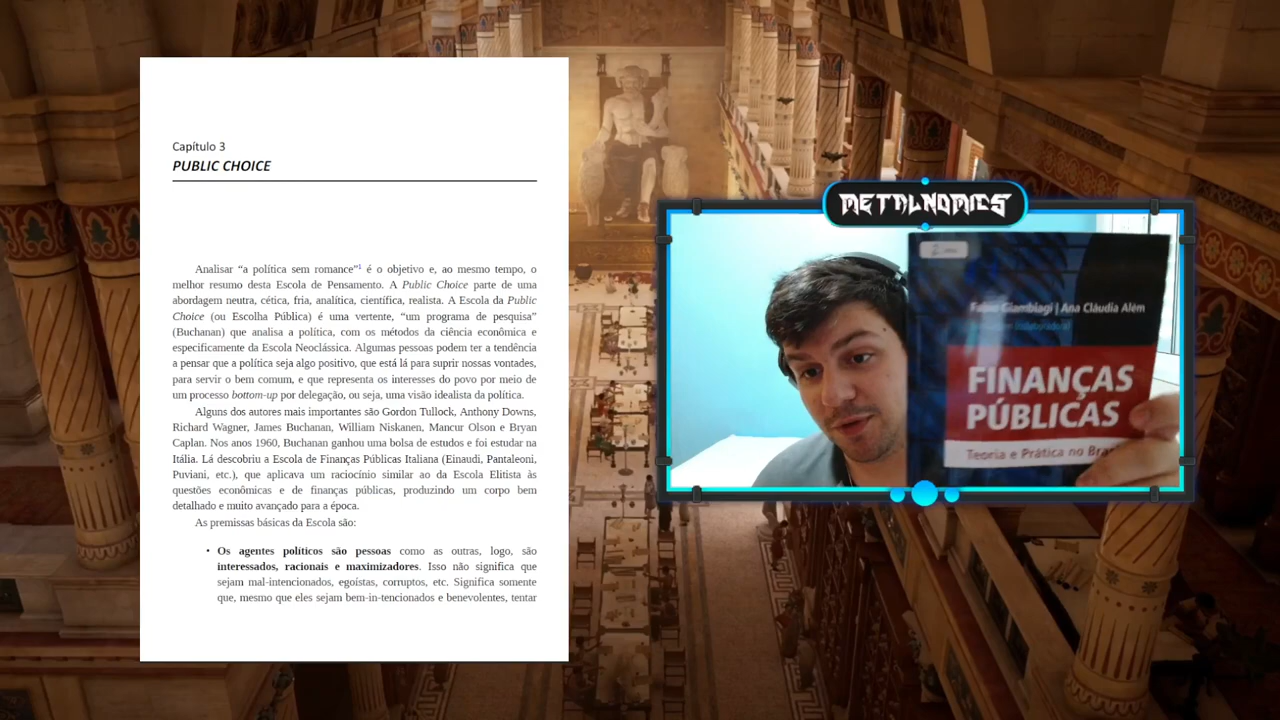 Capítulo 3
PUBLIC CHOICE
Analisar “a política sem romance”1 é o objetivo e, ao mesmo tempo, o
melhor resumo desta Escola de Pensamento. A Public Choice parte de uma
abordagem neutra, cética, fria, analítica, científica, realista. A Escola da Public
Choice (ou Escolha Pública) é uma vertente, “um programa de pesquisa”
(Buchanan) que analisa a política, com os métodos da ciência econômica e
especificamente da Escola Neoclássica. Algumas pessoas podem ter a tendência
a pensar que a política seja algo positivo, que está lá para suprir nossas vontades,
para servir o bem comum, e que representa os interesses do povo por meio de
um processo bottom-up por delegação, ou seja, uma visão idealista da política.
Alguns dos autores mais importantes são Gordon Tullock, Anthony Downs,
Richard Wagner, James Buchanan, William Niskanen, Mancur Olson e Bryan
Caplan. Nos anos 1960, Buchanan ganhou uma bolsa de estudos e foi estudar na
Itália. Lá descobriu a Escola de Finanças Públicas Italiana (Einaudi, Pantaleoni,
Puviani, etc.), que aplicava um raciocínio similar ao da Escola Elitista às
questões econômicas e de finanças públicas, produzindo um corpo bem
detalhado e muito avançado para a época.
As premissas básicas da Escola são:
• Os agentes políticos são pessoas como as outras, logo, são
interessados, racionais e maximizadores. Isso não significa que
sejam mal-intencionados, egoístas, corruptos, etc. Significa somente
que, mesmo que eles sejam bem-in-tencionados e benevolentes, tentar
METALNOMICS
Fabio Giambiagi | Ana Cláudia Além
FINANÇAS
PÚBLICAS
Teoria e Prática no Bra